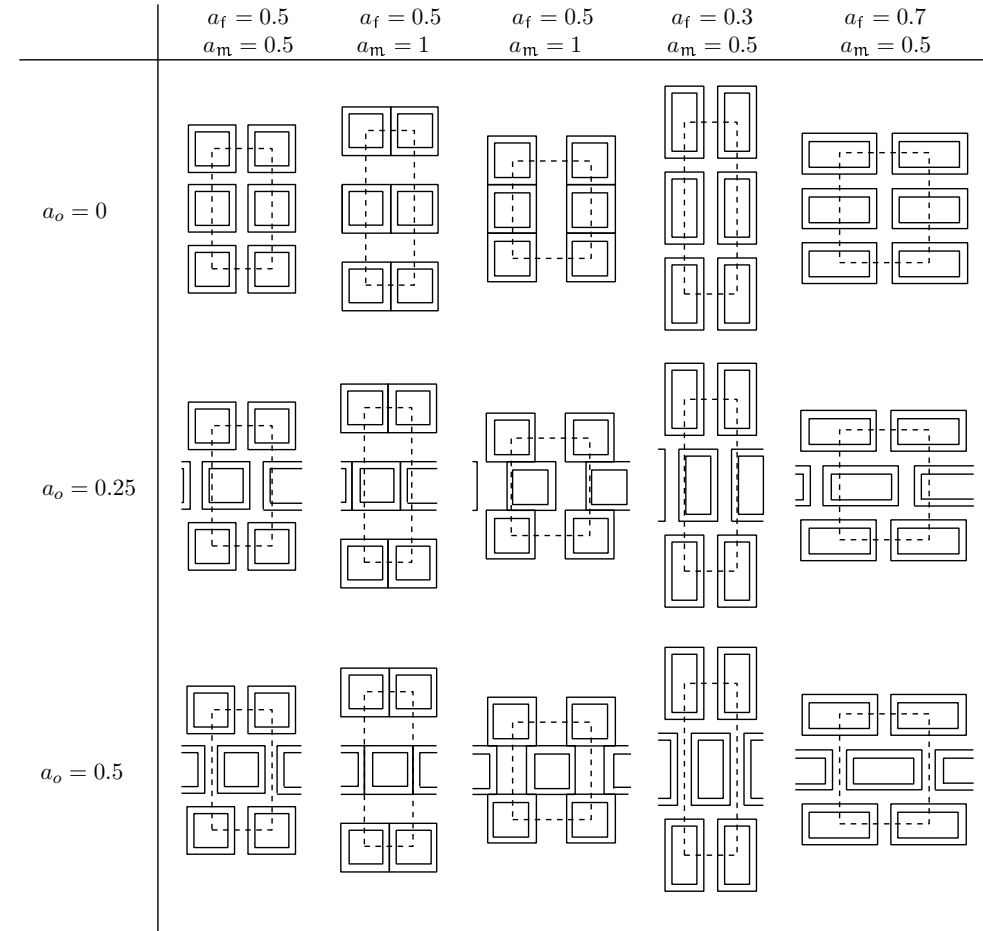 a_f = 0.5 a_f = 0.5 a_f = 0.5 a_f = 0.3 a_f = 0.7
a_𝔪 = 0.5 a_𝔪 = 1 a_𝔪 = 1 a_𝔪 = 0.5 a_𝔪 = 0.5
a_o = 0
a_o = 0.25
a_o = 0.5